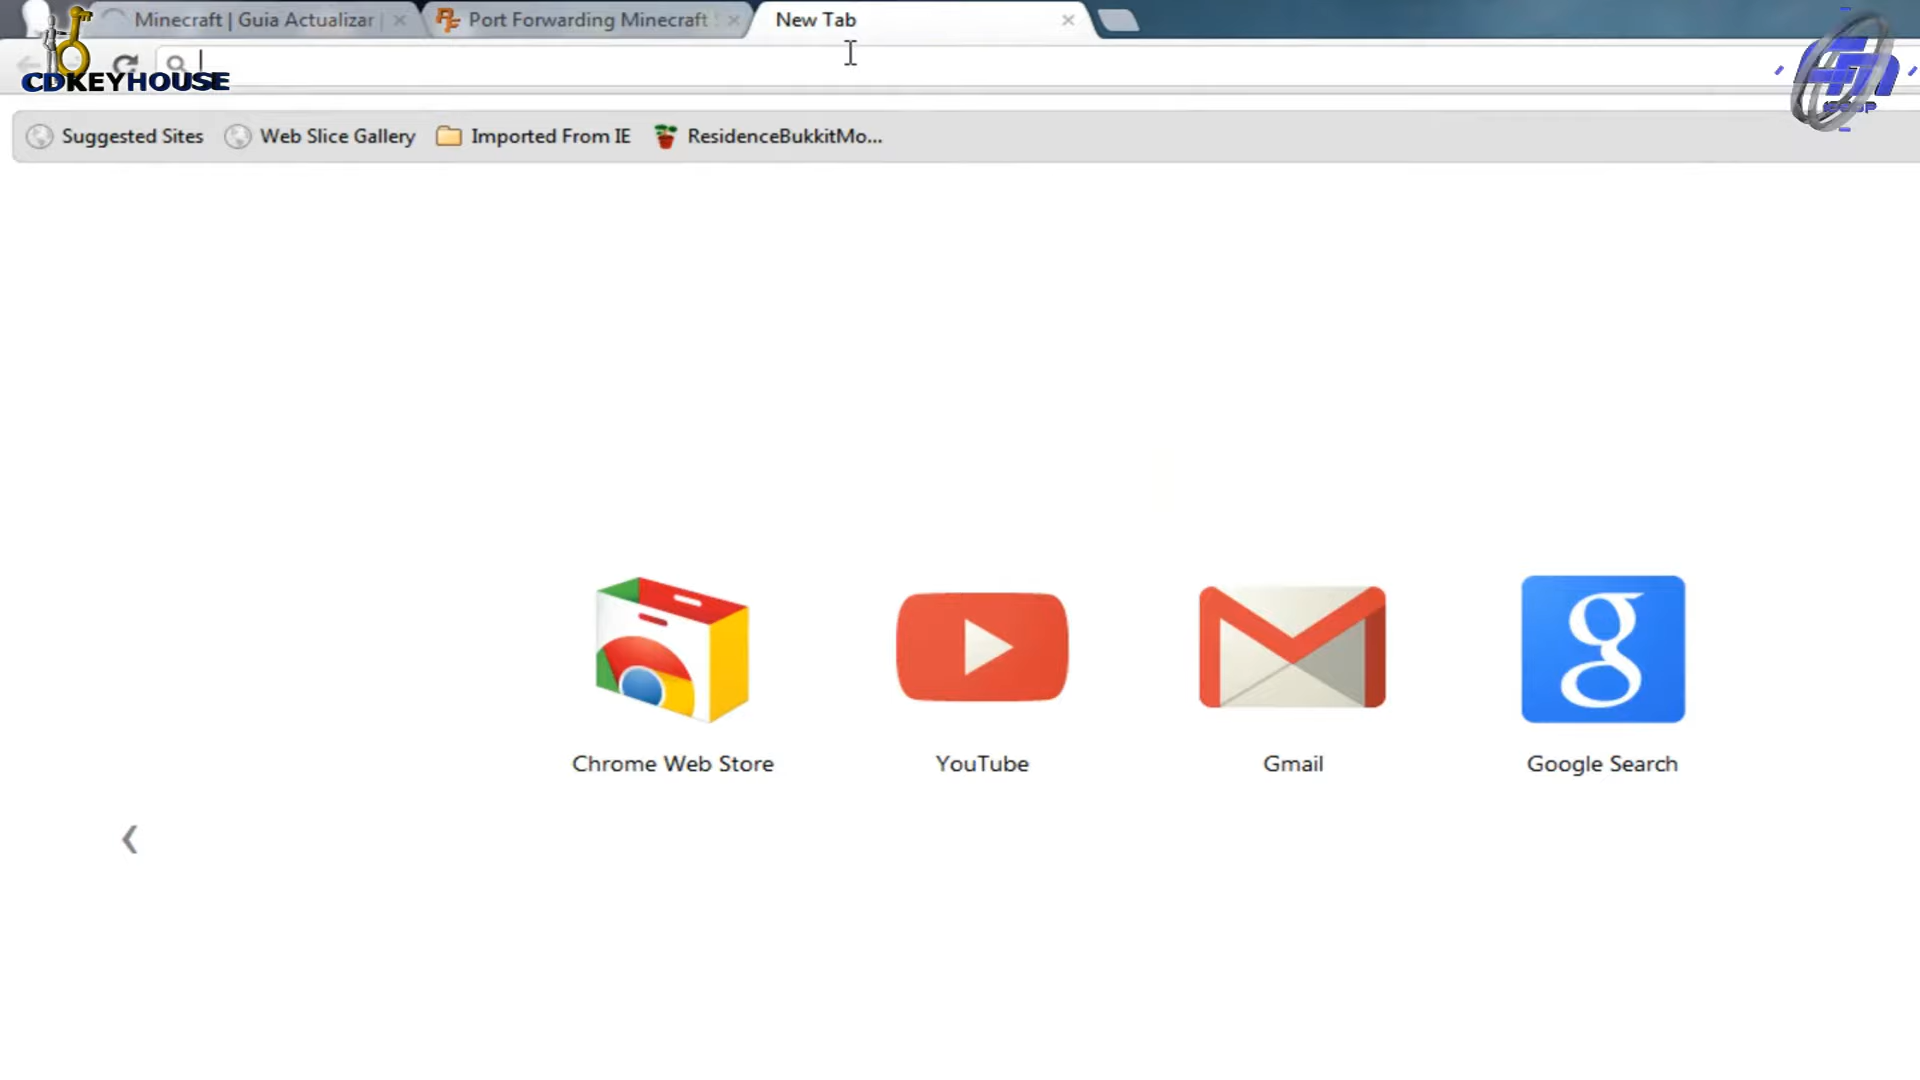 Minecraft | Guia Actualizar |
Port Forwarding Minecraft
New Tab
CDKEYHOUSE
Suggested Sites
Web Slice Gallery
Imported From IE
ResidenceBukkitMo...
Chrome Web Store
YouTube
Gmail
Google Search